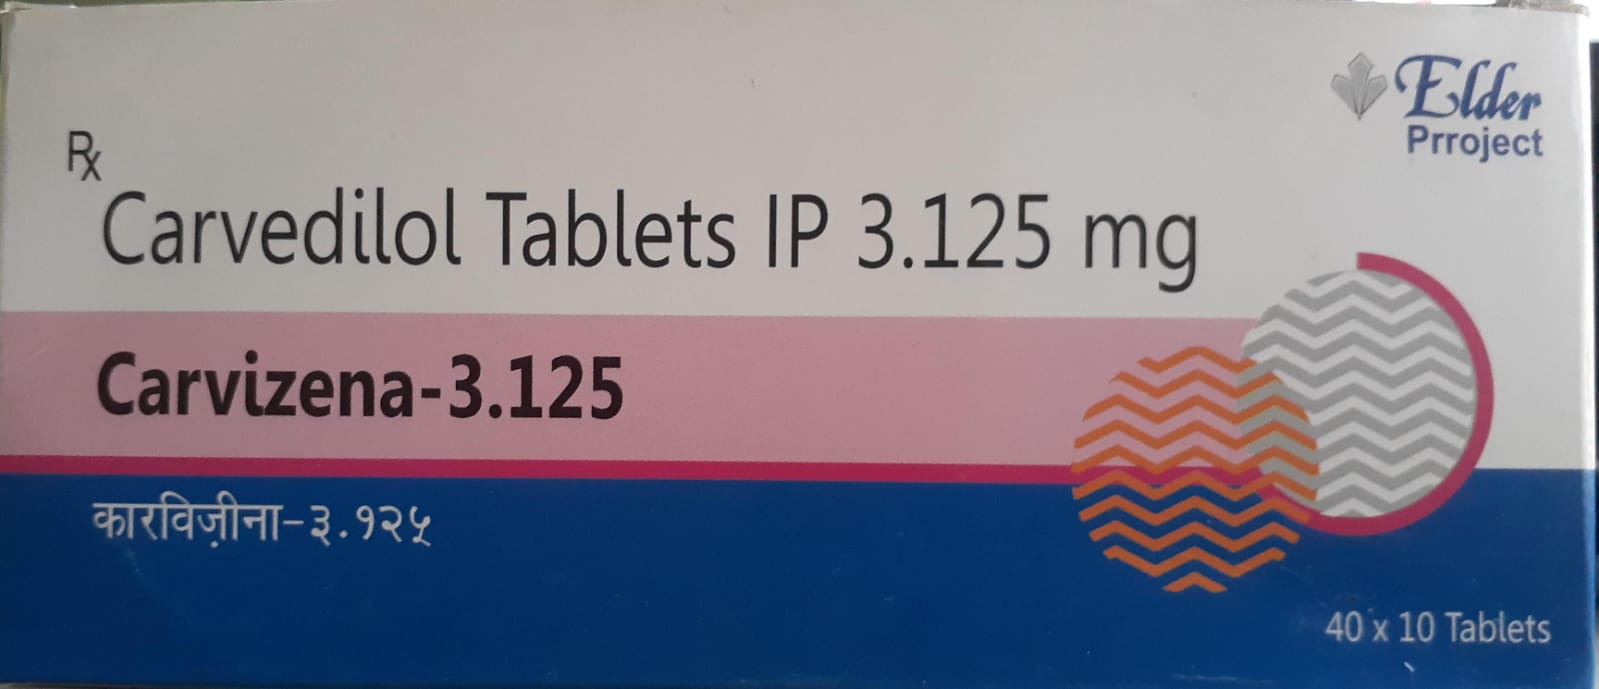 Rx
Carvedilol Tablets IP 3.125 mg
Carvizena-3.125
कारविज़ीना-३.१२५
Elder
Prroject
40 x 10 Tablets